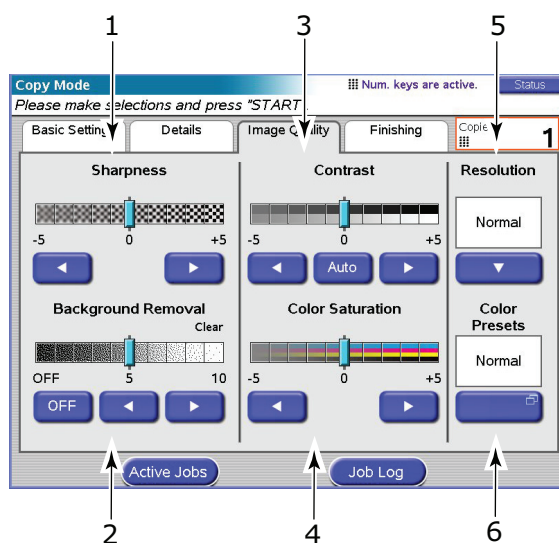 1 3 5
Copy Mode Num. keys are active. Status
Please make selections and press "START".
Basic Setting Details Image Quality Finishing Copies 1
Sharpness Contrast Resolution
Normal
-5 0 +5 -5 0 +5
Auto
Background Removal Color Saturation Color
Presets
Clear
Normal
OFF 5 10 -5 0 +5
OFF
Active Jobs Job Log
2 4 6